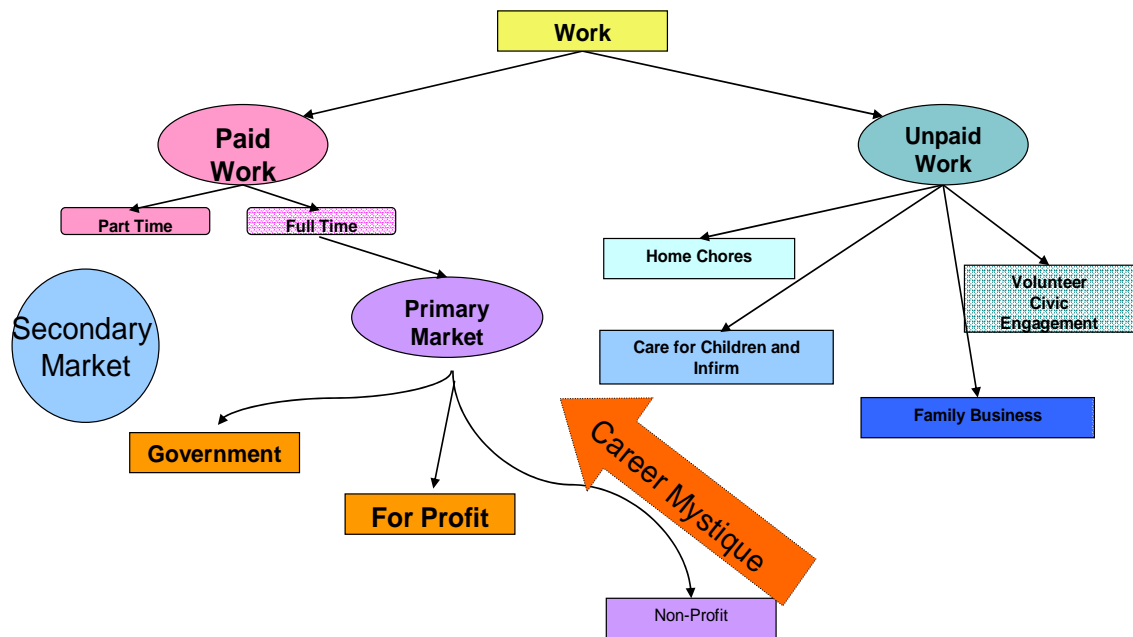 Work
Paid
Work
Unpaid
Work
Part Time
Full Time
Home Chores
Volunteer
Civic
Engagement
Secondary
Market
Primary
Market
Care for Children and
Infirm
Family Business
Government
For Profit
Career Mystique
Non-Profit